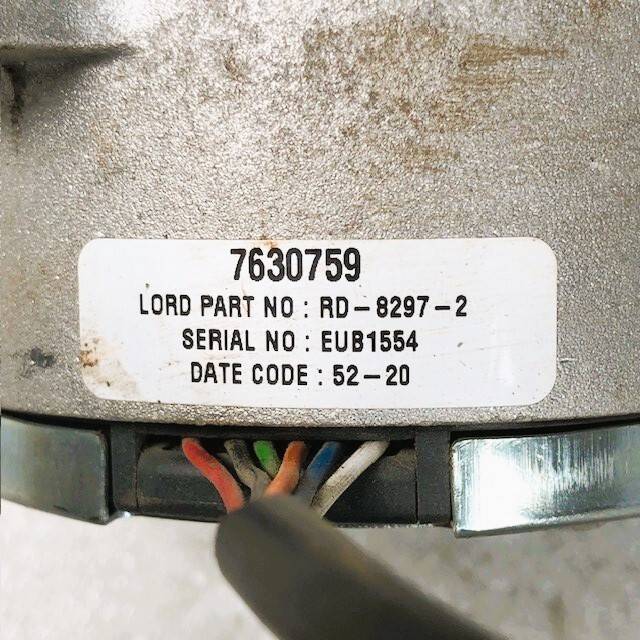 7630759
LORD PART NO : RD-8297-2
SERIAL NO : EUB1554
DATE CODE : 52-20